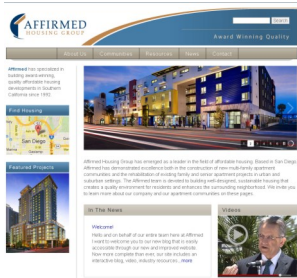 AFFIRMED
HOUSING GROUP
Search
Award Winning Quality
About Us Communities Resources News Contact
Affirmed has specialized in
building award-winning,
quality affordable housing
developments in Southern
California since 1992.
Find Housing
San Diego
Featured Projects
Affirmed Housing Group has emerged as a leader in the field of affordable housing. Based in San Diego,
Affirmed has demonstrated excellence both in the construction of new multi-family apartment
communities and the rehabilitation of existing family and senior apartment projects in urban and
suburban settings. The Affirmed team is devoted to building well-designed, sustainable housing that
creates a quality environment for residents and enhances the surrounding neighborhood. We invite you
to learn more about our company and our apartment communities on these pages.
In The News
Welcome!
Hello and on behalf of our entire team here at Affirmed
I want to welcome you to our new blog that is easily
accessible through our new and improved website.
Now more complete than ever, our site includes an
interactive blog, video, industry resources,...more
Videos